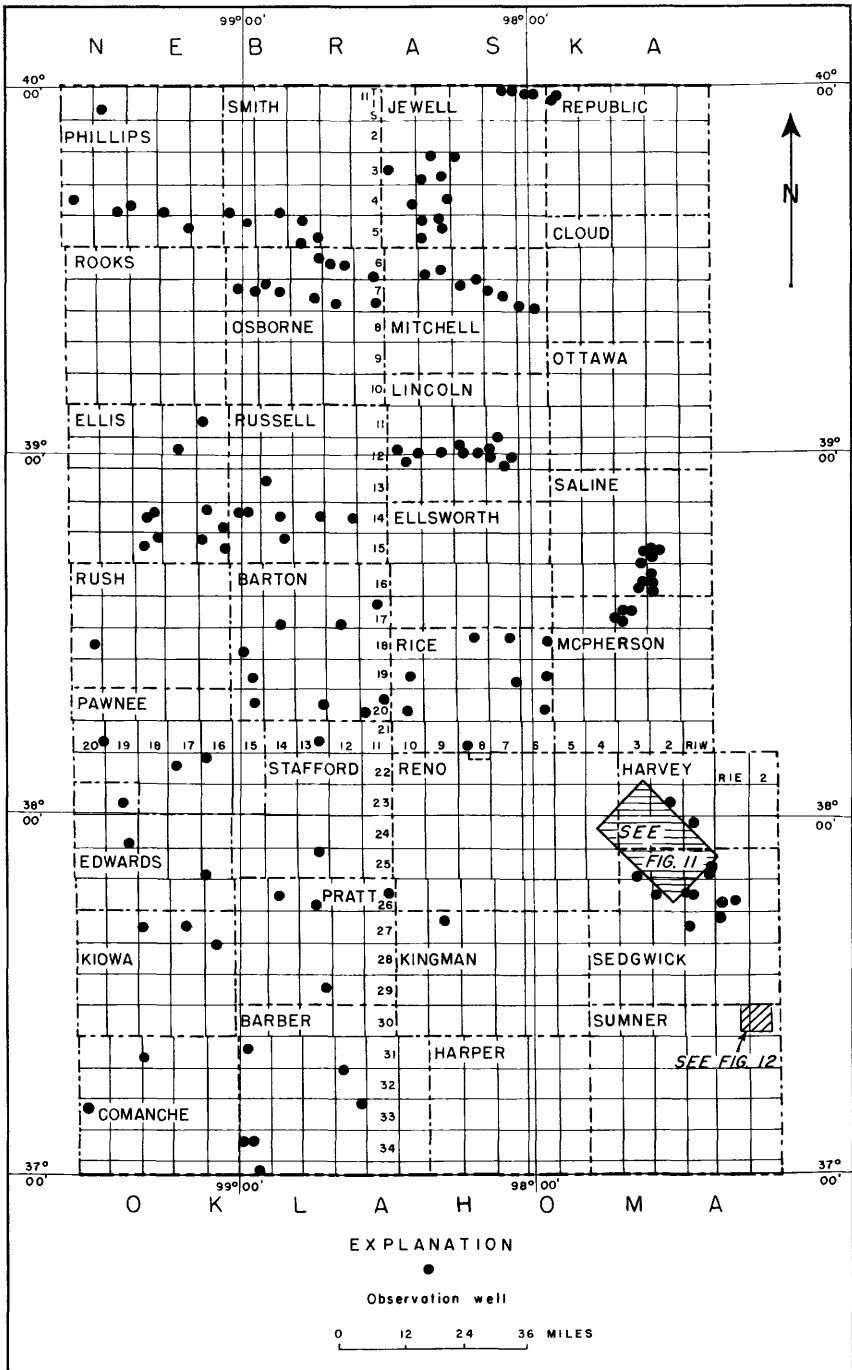 99° 00' 98° 00'
N E B R A S K A
40° 00' 40° 00'
SMITH II T S JEWELL REPUBLIC
PHILLIPS 2
3
4
5 CLOUD
ROOKS 6
7
OSBORNE 8 MITCHELL
9 OTTAWA
10 LINCOLN
ELLIS RUSSELL 11
39° 00' 12 39° 00'
13 SALINE
14 ELLSWORTH
15
RUSH BARTON 16
17
18 RICE MCPHERSON
19
PAWNEE 20
21
20 19 18 17 16 15 14 13 12 11 10 9 8 7 6 5 4 3 2 R1W
STAFFORD 22 RENO HARVEY R1E 2
23
38° 00' 38° 00'
24 SEE
EDWARDS 25 FIG. 11
PRATT
26
27
KIOWA 28 KINGMAN SEDGWICK
29
BARBER 30 SUMNER
31 HARPER SEE FIG. 12
32
COMANCHE 33
34
37° 00' 37° 00'
99° 00' 98° 00'
O K L A H O M A
N
EXPLANATION
Observation well
0 12 24 36 MILES